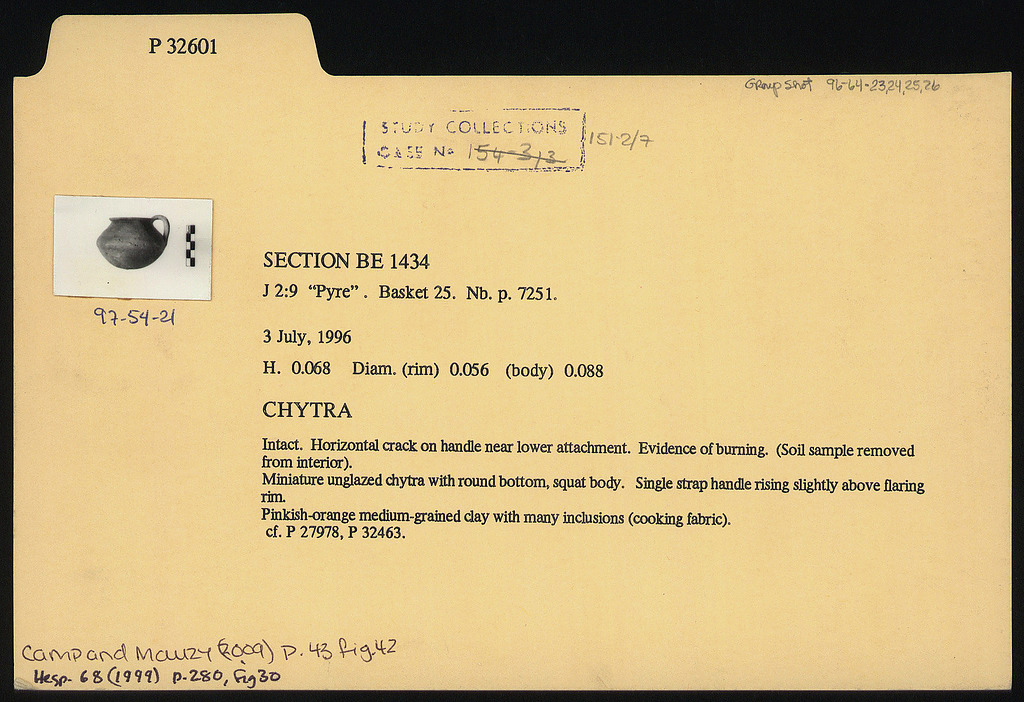 P 32601
Group shot 96-64-23,24,25,26
STUDY COLLECTIONS
CASE No 154-3/3 151-2/7
97-54-21
SECTION BE 1434
J 2:9 “Pyre”. Basket 25. Nb. p. 7251.
3 July, 1996
H. 0.068 Diam. (rim) 0.056 (body) 0.088
CHYTRA
Intact. Horizontal crack on handle near lower attachment. Evidence of burning. (Soil sample removed
from interior).
Miniature unglazed chytra with round bottom, squat body. Single strap handle rising slightly above flaring
rim.
Pinkish-orange medium-grained clay with many inclusions (cooking fabric).
cf. P 27978, P 32463.
Camp and Mauzy (2009) p. 43 fig. 42
Hesp. 68 (1999) p. 280, fig 30